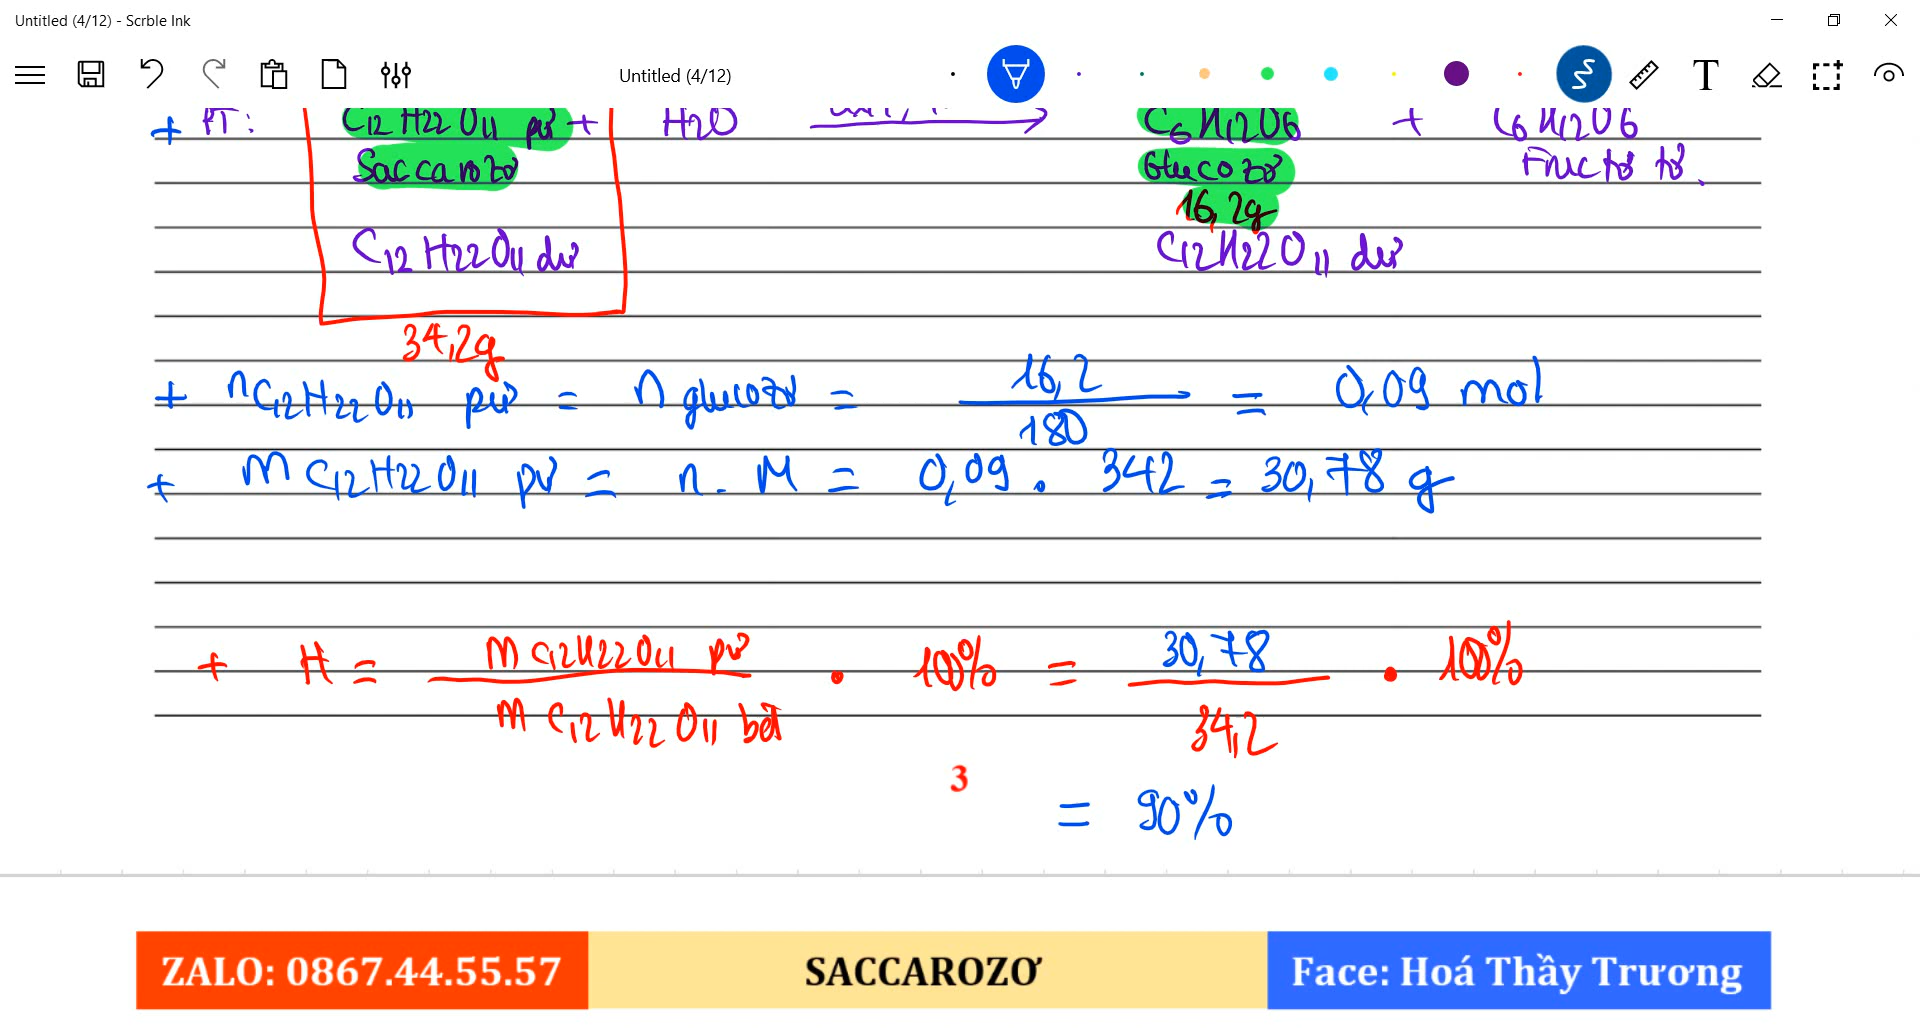 Untitled (4/12) - Scrble Ink
Untitled (4/12)
+ PT: C12H22O11 pư + H2O C6H12O6 + C6H12O6
Saccarozơ Glucozơ Fructơ zơ.
16,2g
C12H22O11 dư C12H22O11 dư
34,2g
+ nC12H22O11 pư = n glucozơ = 16,2 / 180 = 0,09 mol
+ m C12H22O11 pư = n . M = 0,09 . 342 = 30,78 g
+ H = m C12H22O11 pư / m C12H22O11 bđ . 100% = 30,78 / 34,2 . 100%
3
= 90%
ZALO: 0867.44.55.57 SACCAROZƠ Face: Hoá Thầy Trương